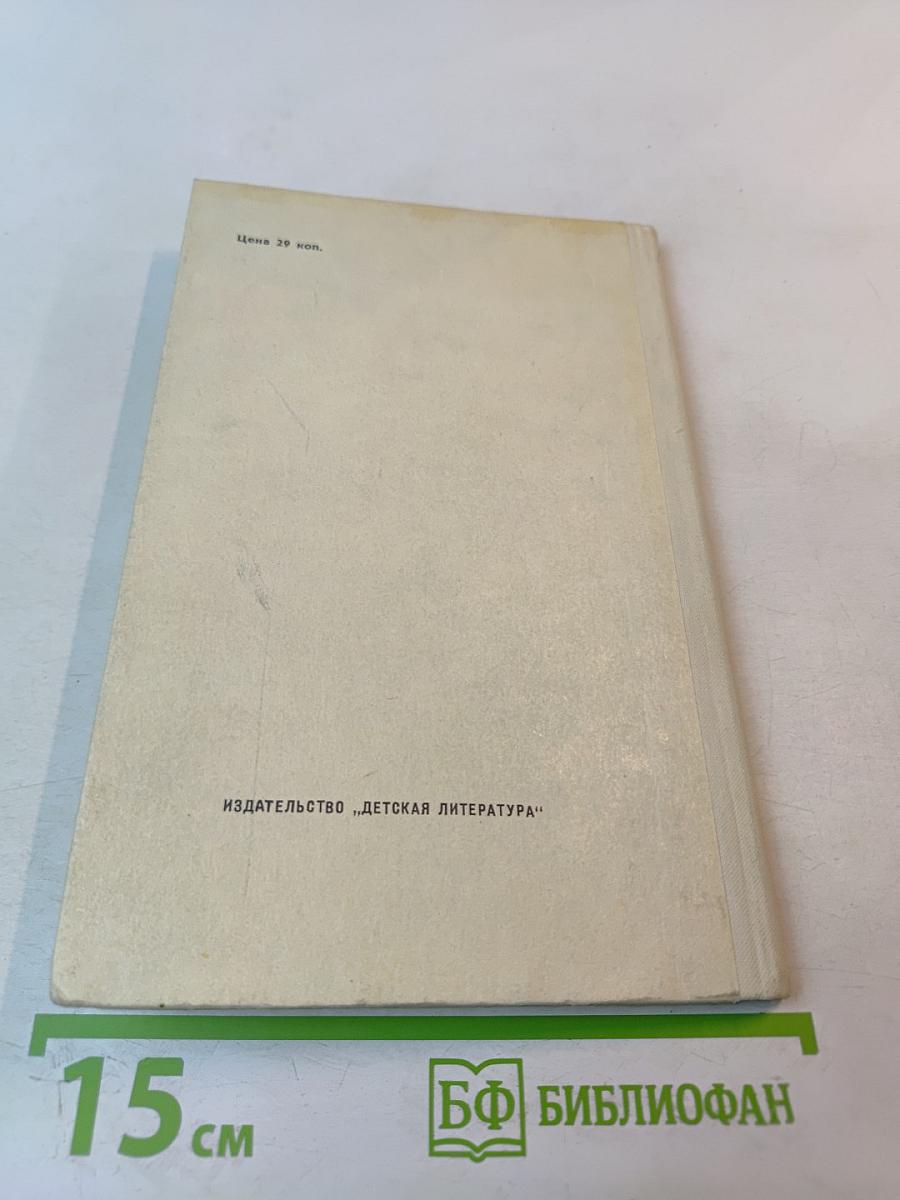 Цена 29 коп.
ИЗДАТЕЛЬСТВО „ДЕТСКАЯ ЛИТЕРАТУРА“
15 см
БФ БИБЛИОФАН